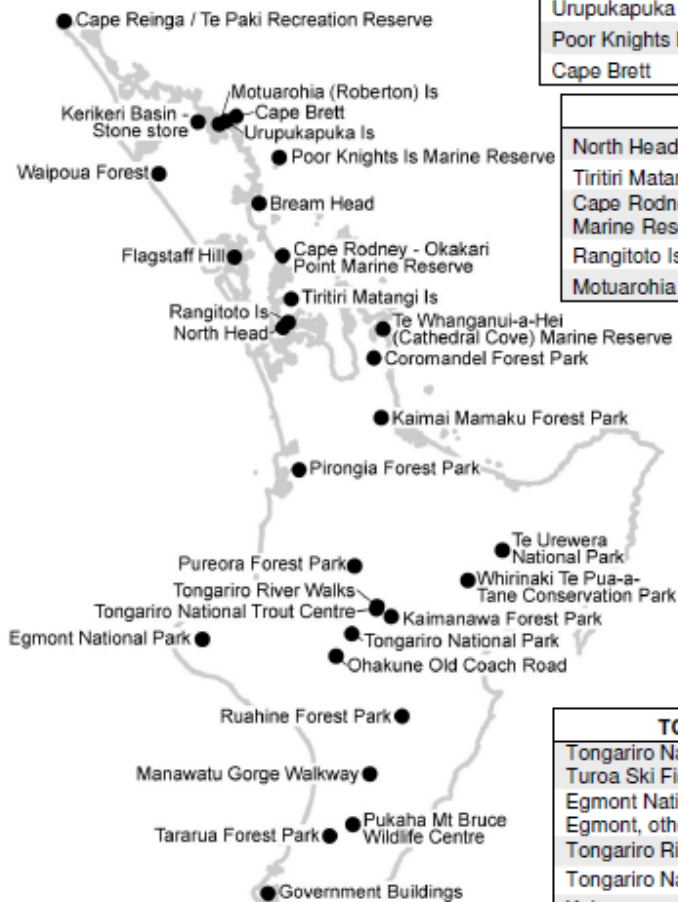 Cape Reinga / Te Paki Recreation Reserve
Urupukapuka
Poor Knights
Cape Brett
Motuarohia (Roberton) Is
Kerikeri Basin -
Stone store
Cape Brett
Urupukapuka Is
Poor Knights Is Marine Reserve
Waipoua Forest
Bream Head
Flagstaff Hill
Cape Rodney - Okakari
Point Marine Reserve
Tiritiri Matangi Is
Rangitoto Is
North Head
Te Whanganui-a-Hei
(Cathedral Cove) Marine Reserve
Coromandel Forest Park
Kaimai Mamaku Forest Park
Pirongia Forest Park
North Head
Tiritiri Matan
Cape Rodne
Marine Res
Rangitoto Is
Motuarohia
Te Urewera
National Park
Pureora Forest Park
Whirinaki Te Pua-a-
Tane Conservation Park
Tongariro River Walks
Tongariro National Trout Centre
Kaimanawa Forest Park
Egmont National Park
Tongariro National Park
Ohakune Old Coach Road
Ruahine Forest Park
Manawatu Gorge Walkway
Pukaha Mt Bruce
Wildlife Centre
Tararua Forest Park
Government Buildings
TO
Tongariro Na
Turoa Ski Fi
Egmont Nati
Egmont, othe
Tongariro Ri
Tongariro Na